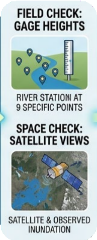 FIELD CHECK:
GAGE HEIGHTS
RIVER STATION AT
9 SPECIFIC POINTS
SPACE CHECK:
SATELLITE VIEWS
SATELLITE & OBSERVED
INUNDATION